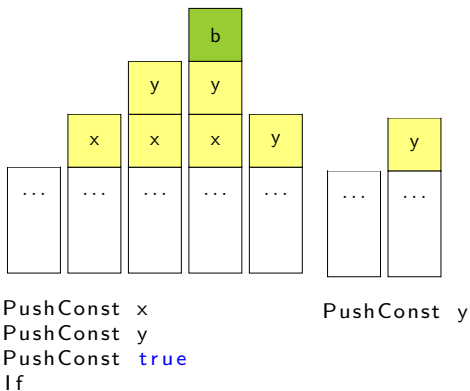 b
y y
x x x y y
... ... ... ... ... ... ...
PushConst x
PushConst y
PushConst y
PushConst true
If